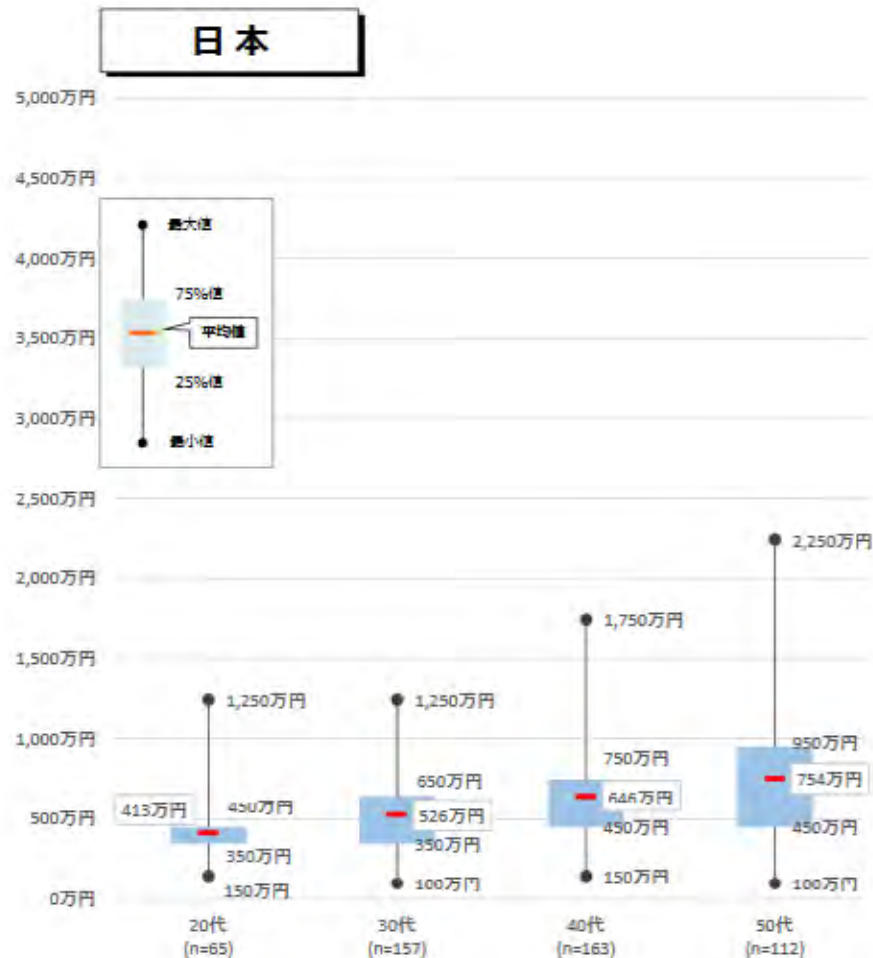 日本
5,000万円
4,500万円
4,000万円
3,500万円
3,000万円
2,500万円
2,000万円
1,500万円
1,000万円
500万円
0万円
最大値
75%値
平均値
25%値
最小値
1,250万円
413万円
450万円
350万円
150万円
1,250万円
650万円
526万円
350万円
100万円
1,750万円
750万円
646万円
450万円
150万円
2,250万円
950万円
754万円
450万円
100万円
20代
(n=65)
30代
(n=157)
40代
(n=163)
50代
(n=112)